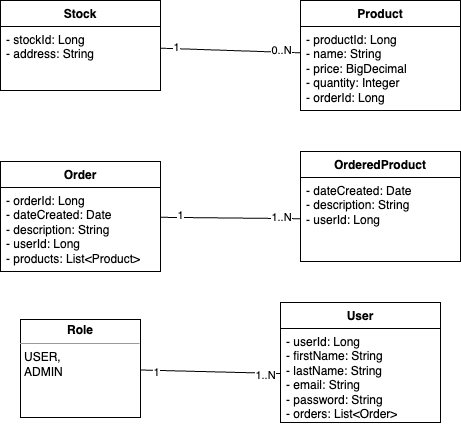 Stock
- stockId: Long
- address: String
1
0..N
Product
- productId: Long
- name: String
- price: BigDecimal
- quantity: Integer
- orderId: Long
Order
- orderId: Long
- dateCreated: Date
- description: String
- userId: Long
- products: List<Product>
1
1..N
OrderedProduct
- dateCreated: Date
- description: String
- userId: Long
Role
USER,
ADMIN
1
1..N
User
- userId: Long
- firstName: String
- lastName: String
- email: String
- password: String
- orders: List<Order>